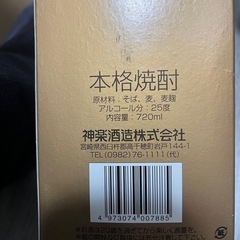 本格焼酎
原材料：そば、麦、麦麹
アルコール分：25度
内容量：720ml
神楽酒造株式会社
宮崎県西臼杵郡高千穂町岩戸144-1
TEL (0982)76-1111 (代)
4 973074 007885